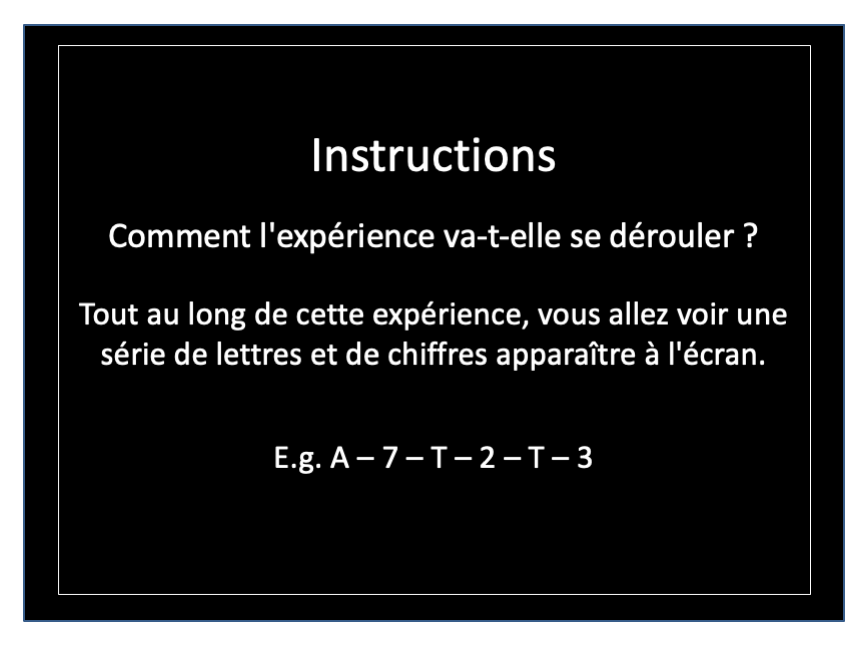 Instructions
Comment l'expérience va-t-elle se dérouler ?
Tout au long de cette expérience, vous allez voir une
série de lettres et de chiffres apparaître à l'écran.
E.g. A – 7 – T – 2 – T – 3